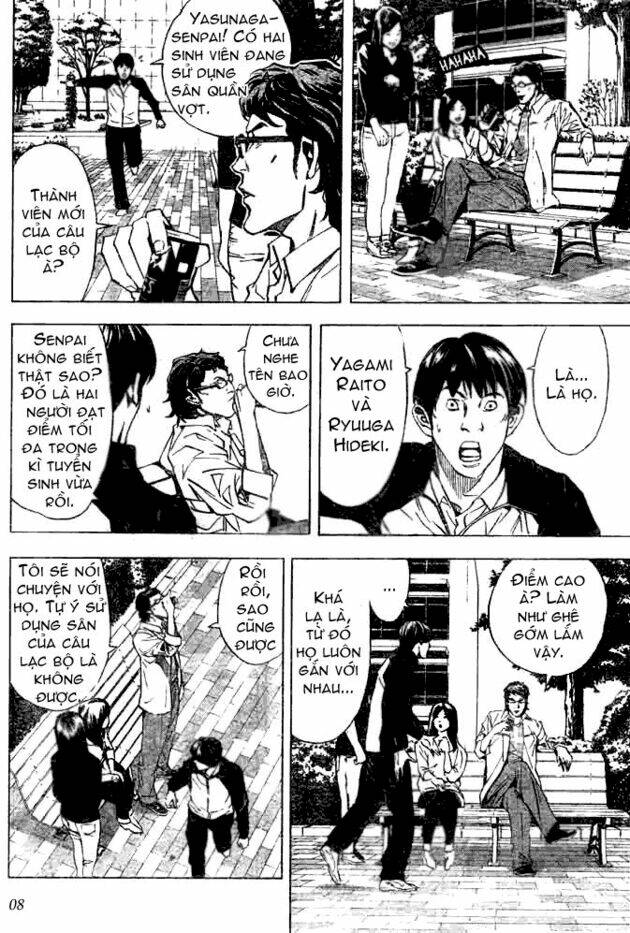 HAHAHA
YASUNAGA-
SENPAI! CÓ HAI
SINH VIÊN ĐANG
SỬ DỤNG
SÂN QUẦN
VỢT.
THÀNH
VIÊN MỚI
CỦA CÂU
LẠC BỘ
À?
LÀ...
LÀ HỌ.
YAGAMI
RAITO
VÀ
RYUUGA
HIDEKI.
CHƯA
NGHE
TÊN BAO
GIỜ.
SENPAI
KHÔNG BIẾT
THẬT SAO?
ĐÓ LÀ HAI
NGƯỜI ĐẠT
ĐIỂM TỐI
ĐA TRONG
KÌ TUYỂN
SINH VỪA
RỒI.
ĐIỂM CAO
À? LÀM
NHƯ GHÊ
GỚM LẮM
VẬY.
...
KHÁ
LẠ LÀ,
TỪ ĐÓ
HỌ LUÔN
GẮN VỚI
NHAU...
RỒI
RỒI,
SAO
CŨNG
ĐƯỢC
TÔI SẼ NÓI
CHUYỆN VỚI
HỌ. TỰ Ý SỬ
DỤNG SÂN
CỦA CÂU
LẠC BỘ LÀ
KHÔNG
ĐƯỢC.
08